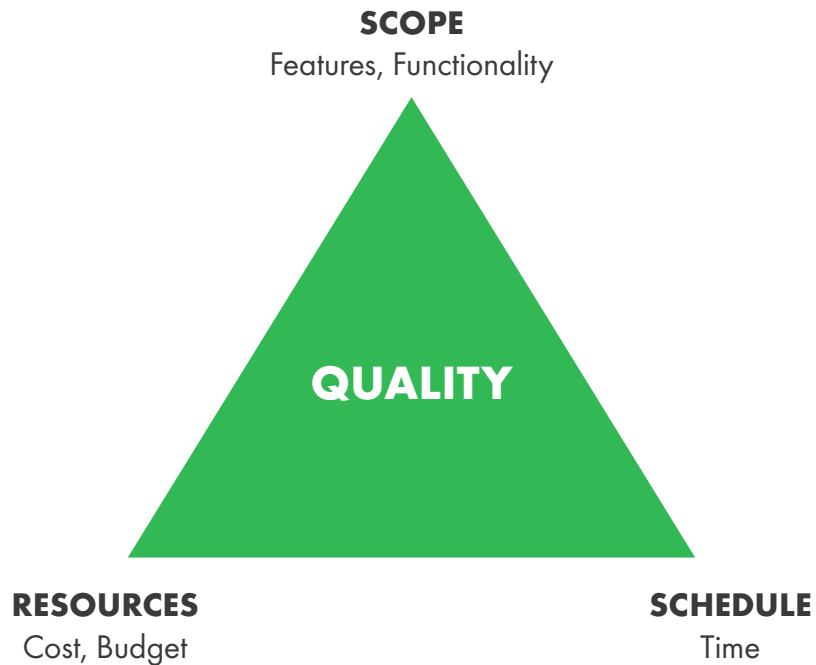 SCOPE
Features, Functionality
QUALITY
RESOURCES
Cost, Budget
SCHEDULE
Time